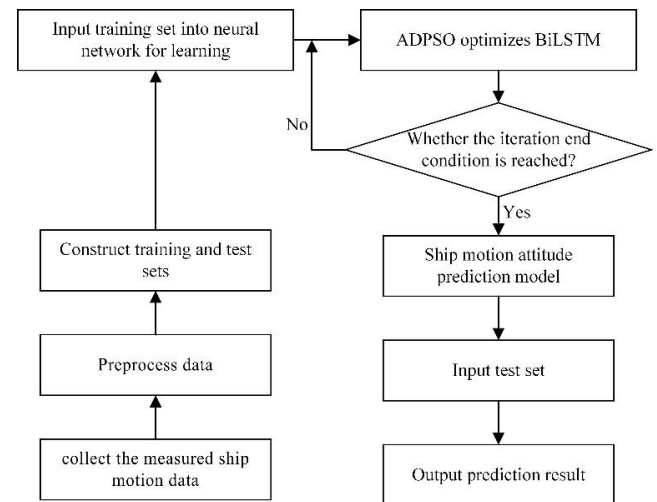 Input training set into neural
network for learning
ADPSO optimizes BiLSTM
No
Whether the iteration end
condition is reached?
Yes
Construct training and test
sets
Ship motion attitude
prediction model
Preprocess data
Input test set
collect the measured ship
motion data
Output prediction result